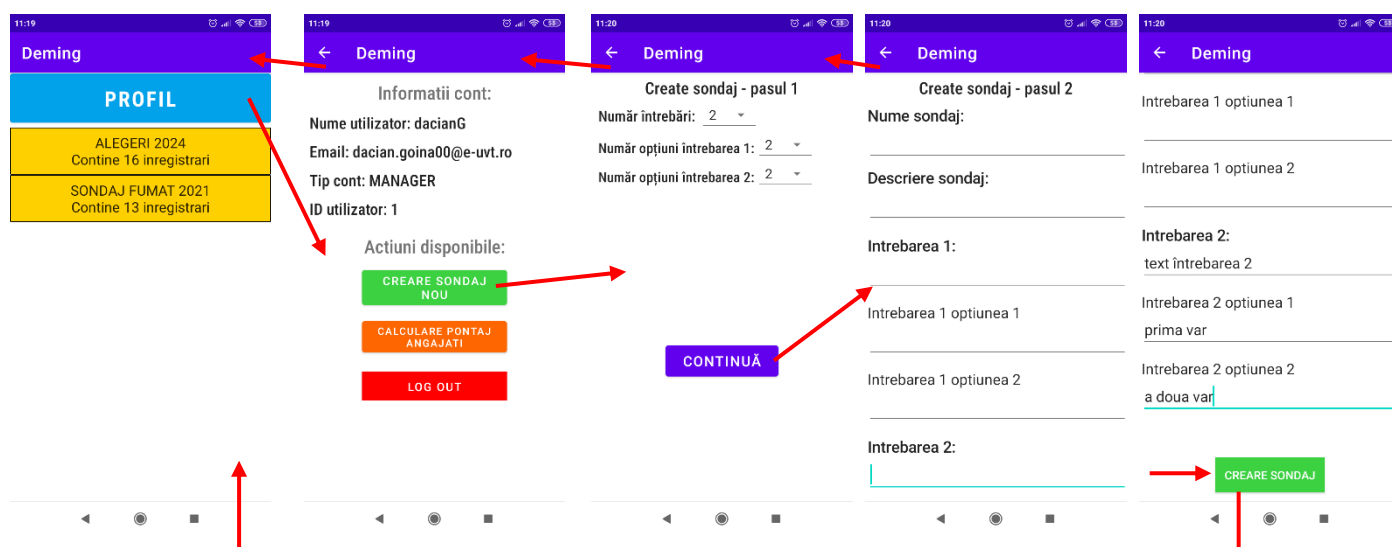 11:19
58
Deming
PROFIL
ALEGERI 2024
Contine 16 inregistrari
SONDAJ FUMAT 2021
Contine 13 inregistrari
11:19
58
Deming
Informatii cont:
Nume utilizator: dacianG
Email: dacian.goina00@e-uvt.ro
Tip cont: MANAGER
ID utilizator: 1
Actiuni disponibile:
CREARE SONDAJ
NOU
CALCULARE PONTAJ
ANGAJATI
LOG OUT
11:20
58
Deming
Create sondaj - pasul 1
Număr întrebări: 2
Număr opțiuni întrebarea 1: 2
Număr opțiuni întrebarea 2: 2
CONTINUĂ
11:20
58
Deming
Create sondaj - pasul 2
Nume sondaj:
Descriere sondaj:
Intrebarea 1:
Intrebarea 1 optiunea 1
Intrebarea 1 optiunea 2
Intrebarea 2:
11:20
Deming
Intrebarea 1 optiunea 1
Intrebarea 1 optiunea 2
Intrebarea 2:
text întrebarea 2
Intrebarea 2 optiunea 1
prima var
Intrebarea 2 optiunea 2
a doua var
CREARE SONDAJ